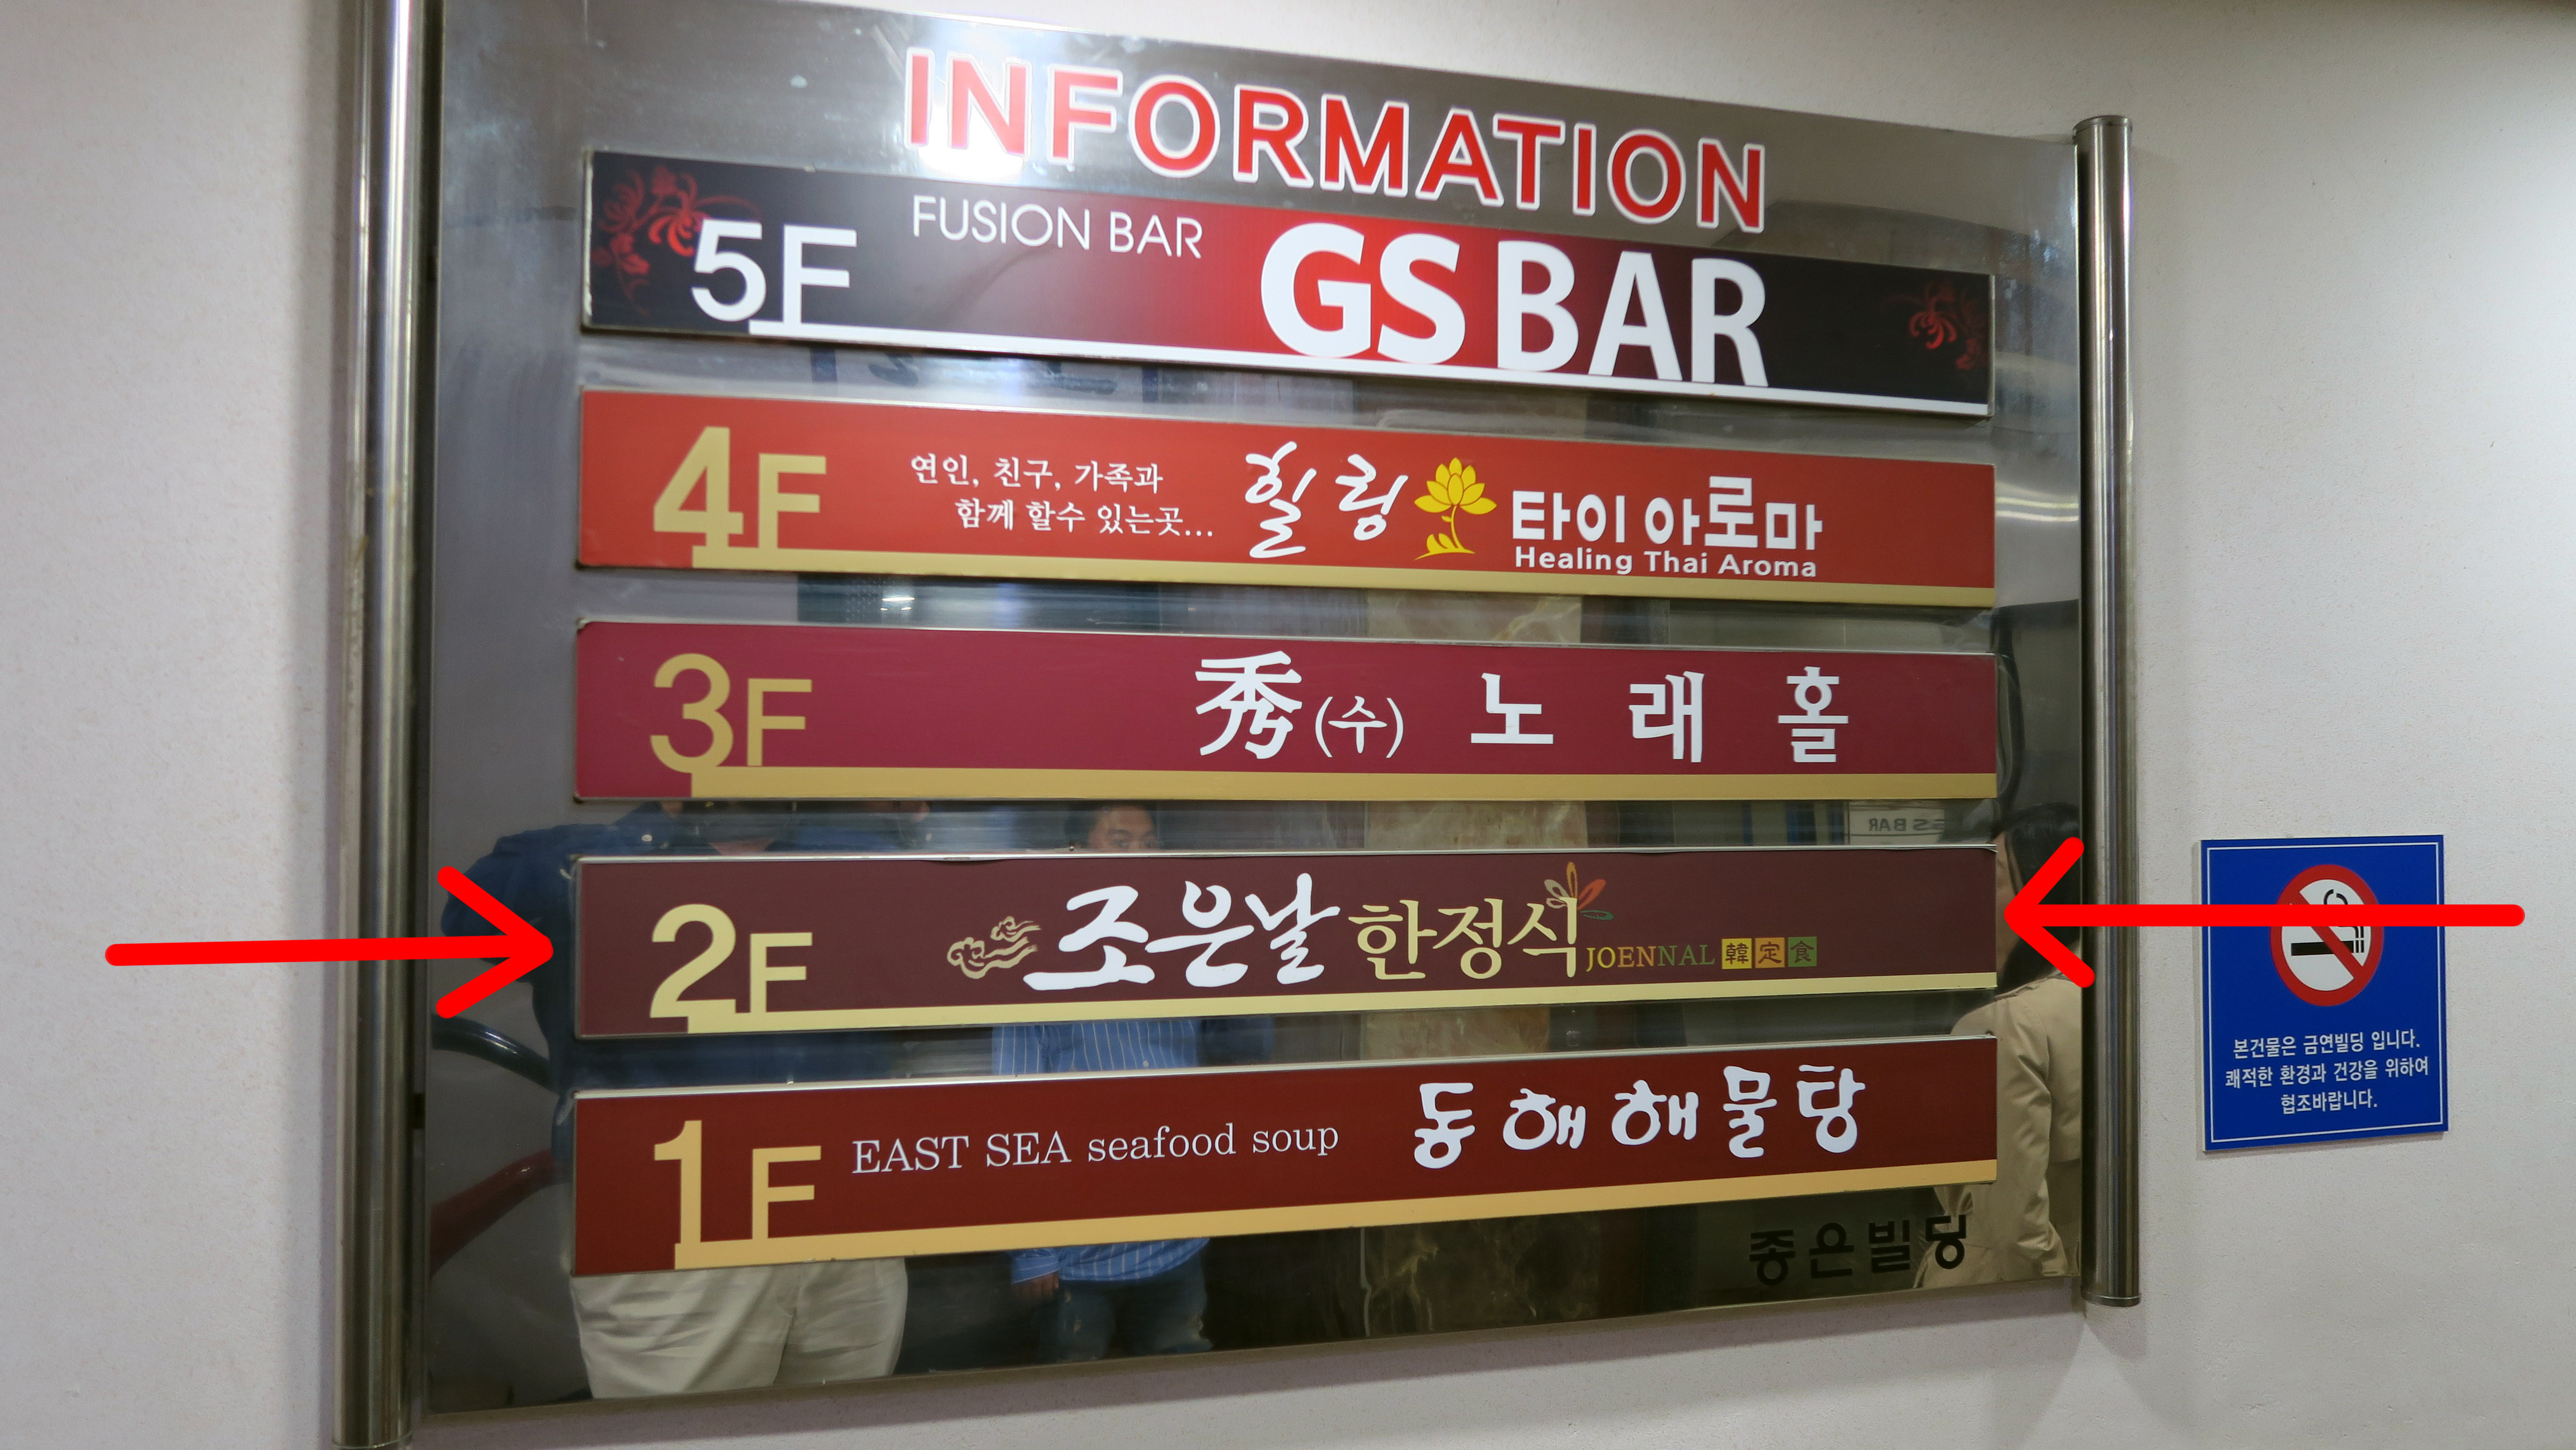 INFORMATION
5F FUSION BAR GS BAR
4F 연인, 친구, 가족과
함께 할수 있는곳... 힐링 타이 아로마
Healing Thai Aroma
3F 秀(수) 노래홀
GS BAR
2F 조은날 한정식 JOENNAL 韓定食
1F EAST SEA seafood soup 동해해물탕
좋은빌딩
본건물은 금연빌딩 입니다.
쾌적한 환경과 건강을 위하여
협조바랍니다.